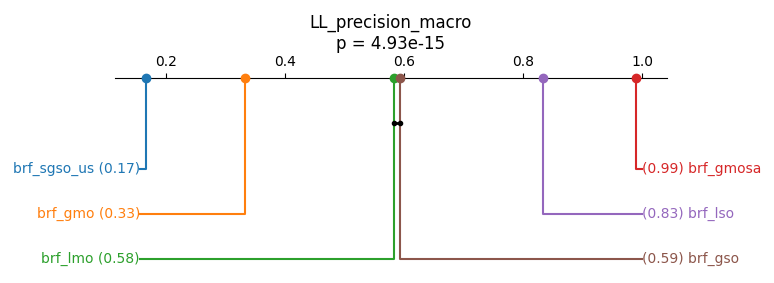 LL_precision_macro
p = 4.93e-15
0.2 0.4 0.6 0.8 1.0
brf_sgso_us (0.17) (0.99) brf_gmosa
brf_gmo (0.33) (0.83) brf_lso
brf_lmo (0.58) (0.59) brf_gso